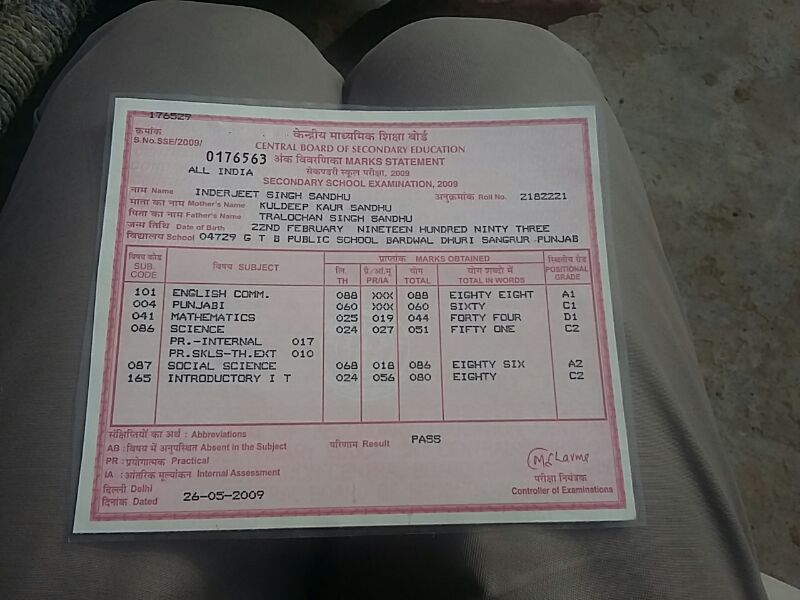 176529
क्रमांक
S.No.SSE/2009/ 0176563
केन्द्रीय माध्यमिक शिक्षा बोर्ड
CENTRAL BOARD OF SECONDARY EDUCATION
अंक विवरणिका MARKS STATEMENT
ALL INDIA
सेकण्डरी स्कूल परीक्षा, 2009
SECONDARY SCHOOL EXAMINATION, 2009
नाम Name INDERJEET SINGH SANDHU अनुक्रमांक Roll No. 2182221
माता का नाम Mother's Name KULDEEP KAUR SANDHU
पिता का नाम Father's Name TRALOCHAN SINGH SANDHU
जन्म तिथि Date of Birth 22ND FEBRUARY NINETEEN HUNDRED NINTY THREE
विद्यालय School 04729 G T B PUBLIC SCHOOL BARDWAL DHURI SANGRUR PUNJAB
विषय कोड SUB. CODE विषय SUBJECT प्राप्तांक MARKS OBTAINED स्थितीय ग्रेड POSITIONAL GRADE
लि. TH प्रै/आं.मू PR/IA योग TOTAL योग शब्दों में TOTAL IN WORDS
101 ENGLISH COMM. 088 XXX 088 EIGHTY EIGHT A1
004 PUNJABI 060 XXX 060 SIXTY C1
041 MATHEMATICS 025 019 044 FORTY FOUR D1
086 SCIENCE 024 027 051 FIFTY ONE C2
PR.-INTERNAL 017
PR.SKLS-TH.EXT 010
087 SOCIAL SCIENCE 068 018 086 EIGHTY SIX A2
165 INTRODUCTORY I T 024 056 080 EIGHTY C2
संक्षिप्तियों का अर्थ : Abbreviations
AB : विषय में अनुपस्थित Absent in the Subject
परिणाम Result PASS
PR : प्रयोगात्मक Practical
IA : आंतरिक मूल्यांकन Internal Assessment
दिल्ली Delhi
दिनांक Dated 26-05-2009
MSharma
परीक्षा नियंत्रक
Controller of Examinations